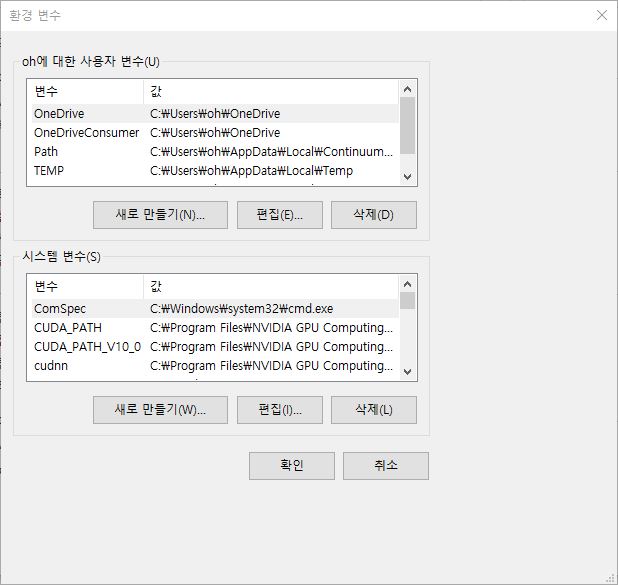 환경 변수
oh에 대한 사용자 변수(U)
변수 값
OneDrive C:₩Users₩oh₩OneDrive
OneDriveConsumer C:₩Users₩oh₩OneDrive
Path C:₩Users₩oh₩AppData₩Local₩Continuum...
TEMP C:₩Users₩oh₩AppData₩Local₩Temp
새로 만들기(N)... 편집(E)... 삭제(D)
시스템 변수(S)
변수 값
ComSpec C:₩Windows₩system32₩cmd.exe
CUDA_PATH C:₩Program Files₩NVIDIA GPU Computing...
CUDA_PATH_V10_0 C:₩Program Files₩NVIDIA GPU Computing...
cudnn C:₩Program Files₩NVIDIA GPU Computing...
새로 만들기(W)... 편집(I)... 삭제(L)
확인 취소